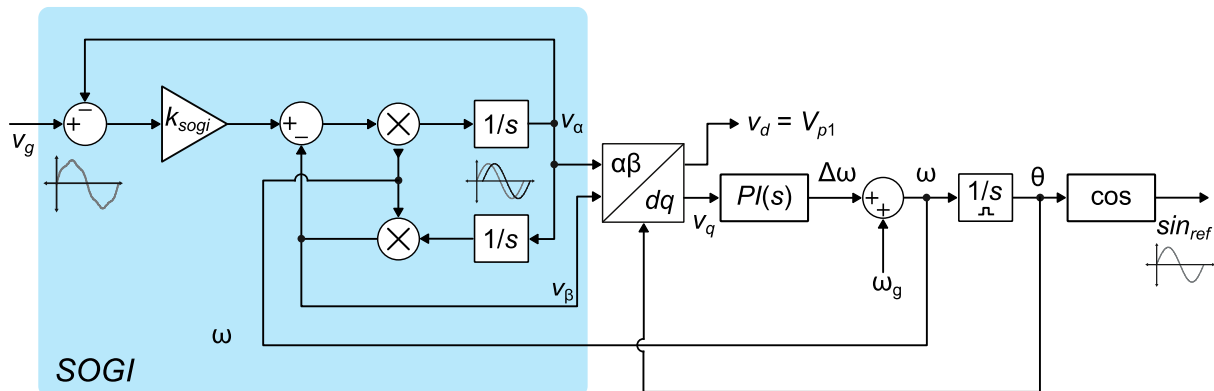 v_g
+
−
k_sogi
+
−
1/s
v_α
1/s
v_β
ω
SOGI
αβ
dq
v_d = V_p1
v_q
PI(s)
Δω
+
+
ω_g
ω
1/s
θ
cos
sin_ref